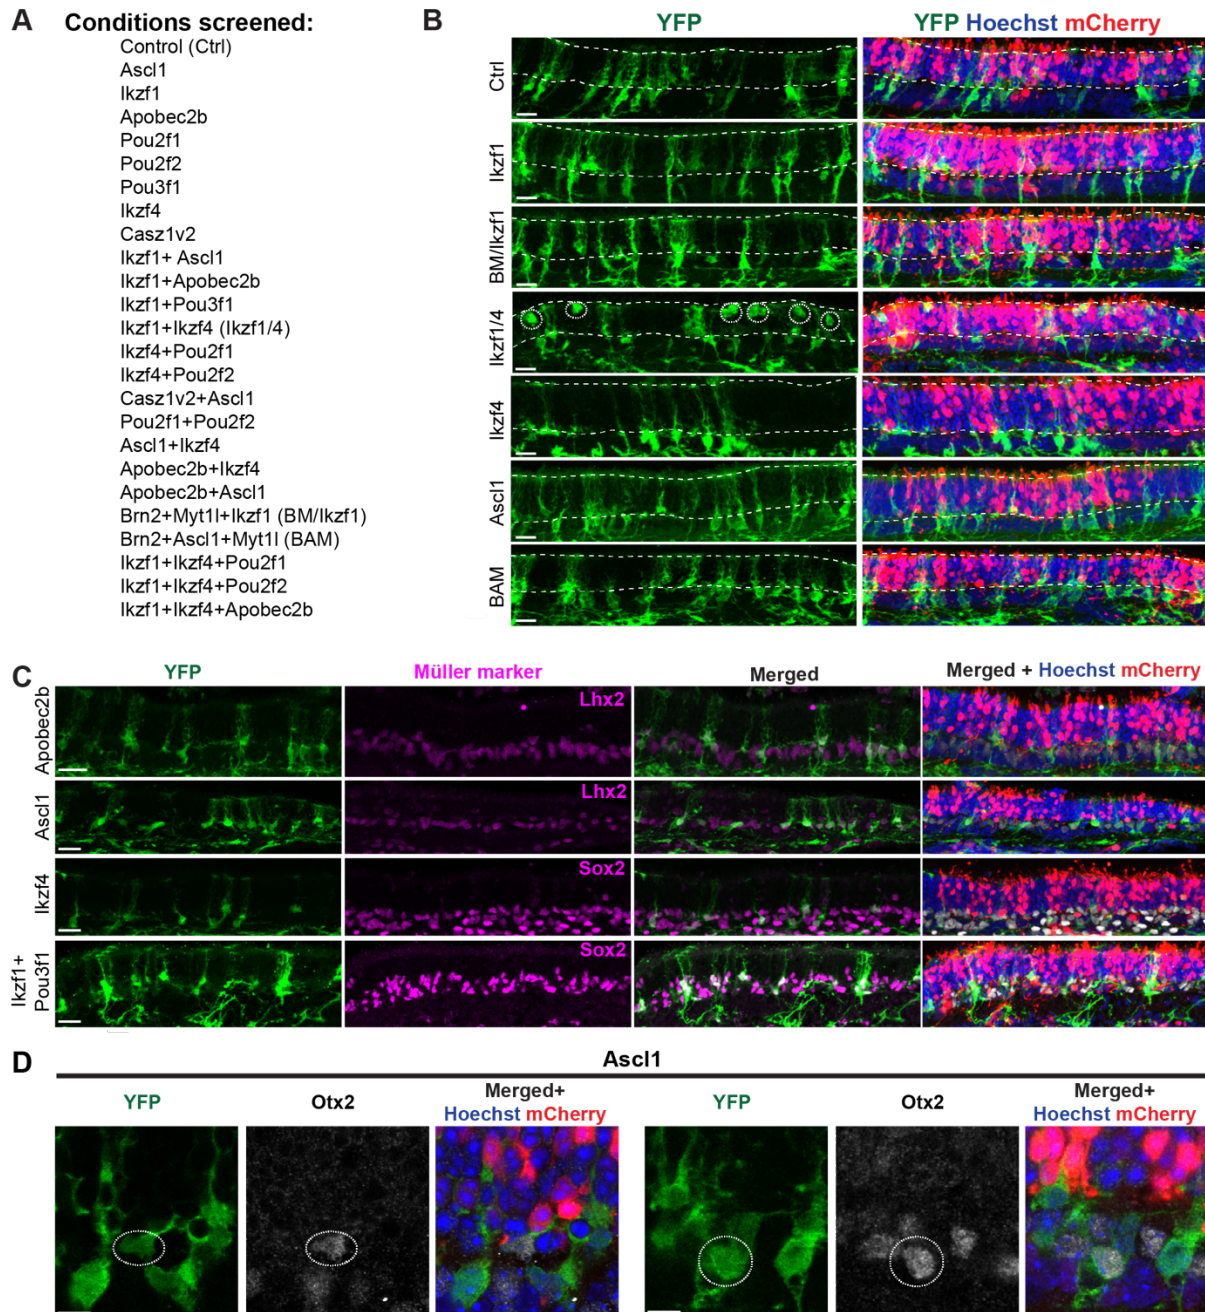 A
Conditions screened:
Control (Ctrl)
Ascl1
Ikzf1
Apobec2b
Pou2f1
Pou2f2
Pou3f1
Ikzf4
Casz1v2
Ikzf1+ Ascl1
Ikzf1+Apobec2b
Ikzf1+Pou3f1
Ikzf1+Ikzf4 (Ikzf1/4)
Ikzf4+Pou2f1
Ikzf4+Pou2f2
Casz1v2+Ascl1
Pou2f1+Pou2f2
Ascl1+Ikzf4
Apobec2b+Ikzf4
Apobec2b+Ascl1
Brn2+Myt1l+Ikzf1 (BM/Ikzf1)
Brn2+Ascl1+Myt1l (BAM)
Ikzf1+Ikzf4+Pou2f1
Ikzf1+Ikzf4+Pou2f2
Ikzf1+Ikzf4+Apobec2b
B
YFP
YFP Hoechst mCherry
Ctrl
Ikzf1
BM/Ikzf1
Ikzf1/4
Ikzf4
Ascl1
BAM
C
YFP
Müller marker
Merged
Merged + Hoechst mCherry
Apobec2b
Lhx2
Ascl1
Lhx2
Ikzf4
Sox2
Ikzf1+
Pou3f1
Sox2
D
Ascl1
YFP
Otx2
Merged+
Hoechst mCherry
YFP
Otx2
Merged+
Hoechst mCherry